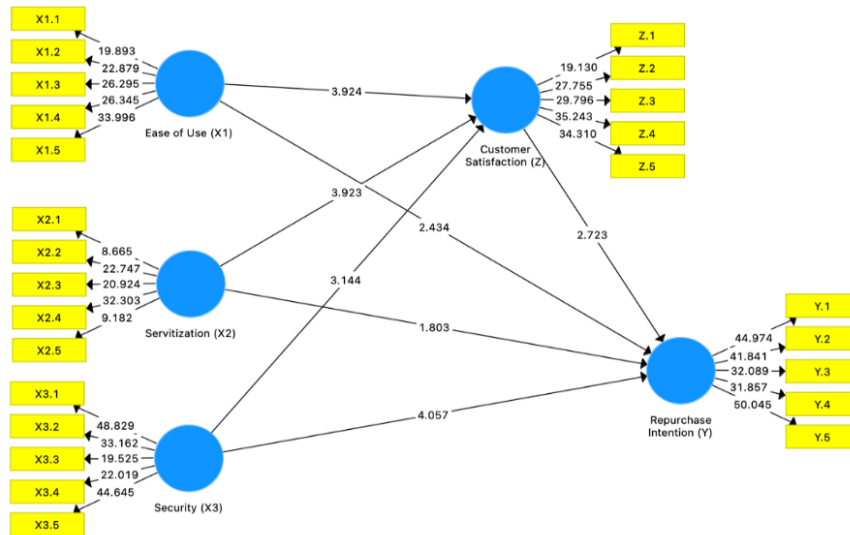 X1.1
X1.2
X1.3
X1.4
X1.5
19.893
22.879
26.295
26.345
33.996
Ease of Use (X1)
X2.1
X2.2
X2.3
X2.4
X2.5
8.665
22.747
20.924
32.303
9.182
Servitization (X2)
X3.1
X3.2
X3.3
X3.4
X3.5
48.829
33.162
19.525
22.019
44.645
Security (X3)
3.924
3.923
3.144
2.434
1.803
4.057
2.723
Customer
Satisfaction (Z)
19.130
27.755
29.796
35.243
34.310
Z.1
Z.2
Z.3
Z.4
Z.5
Repurchase
Intention (Y)
44.974
41.841
32.089
31.857
50.045
Y.1
Y.2
Y.3
Y.4
Y.5